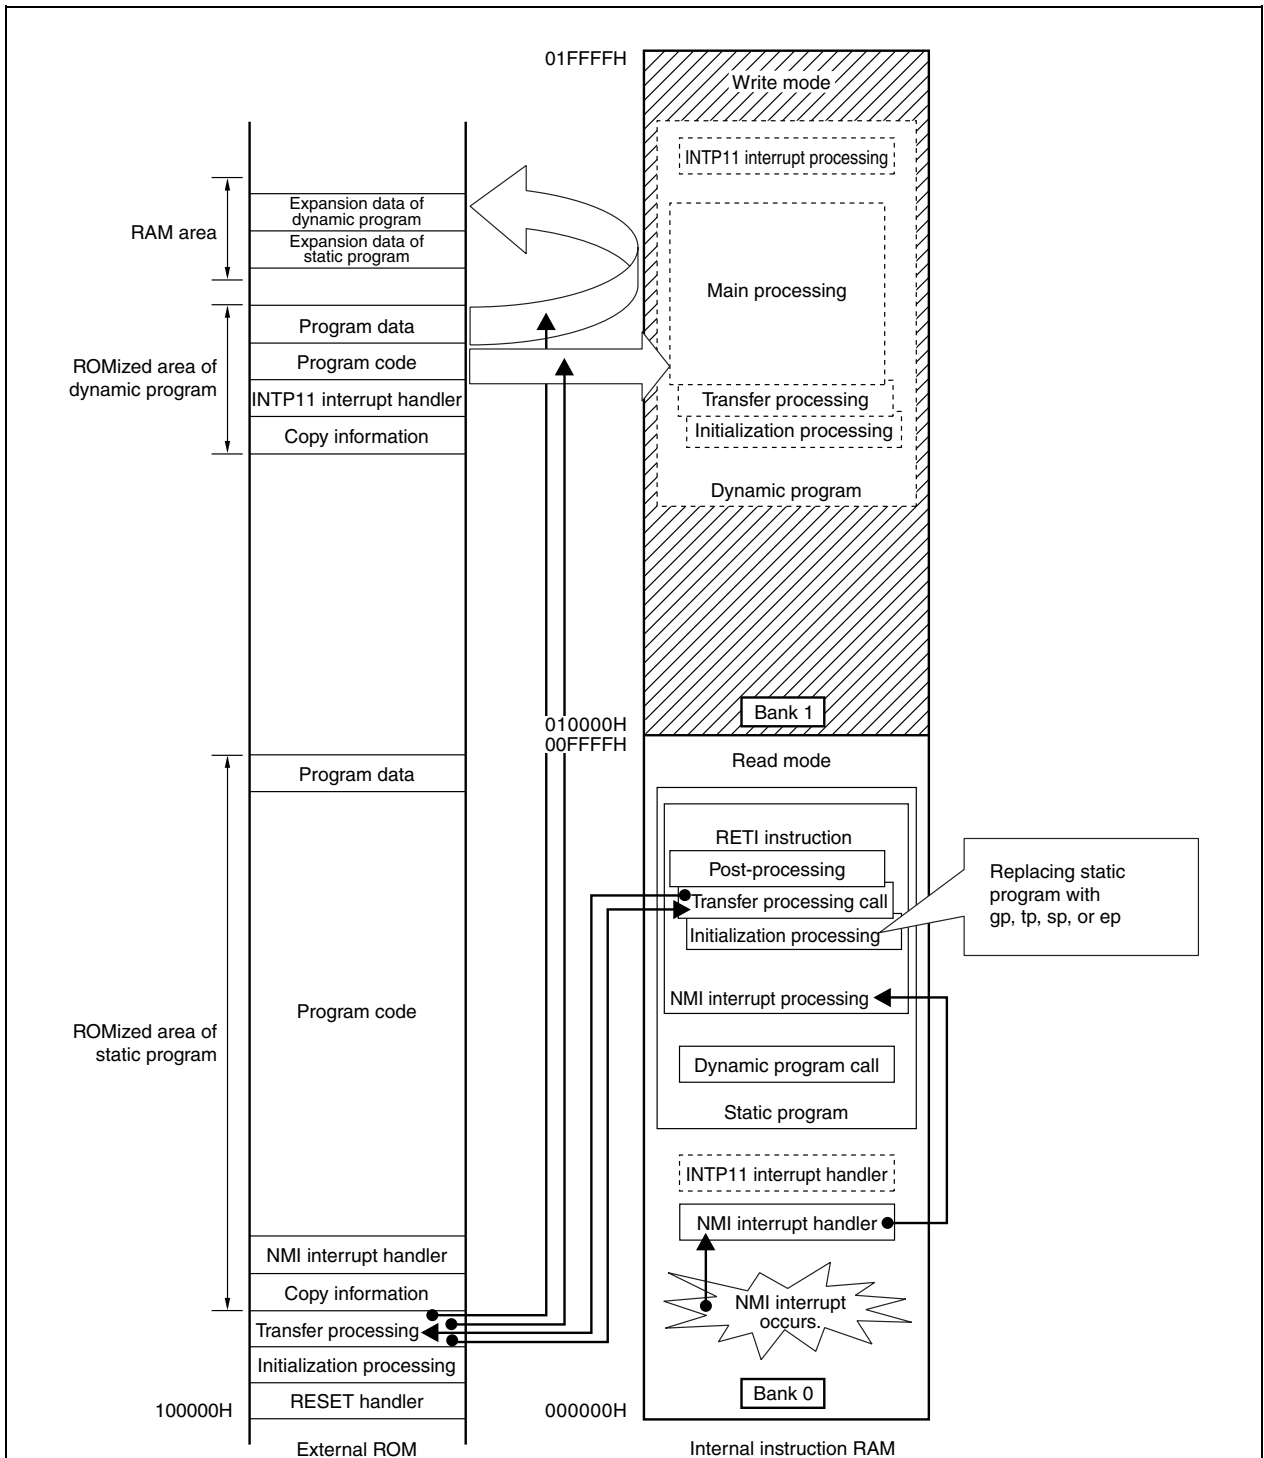 01FFFFH
Write mode
INTP11 interrupt processing
Expansion data of
dynamic program
Expansion data of
static program
RAM area
Main processing
Program data
Program code
INTP11 interrupt handler
Copy information
ROMized area of
dynamic program
Transfer processing
Initialization processing
Dynamic program
Bank 1
010000H
00FFFFH
Read mode
Program data
RETI instruction
Post-processing
Transfer processing call
Initialization processing
Replacing static
program with
gp, tp, sp, or ep
NMI interrupt processing
Program code
ROMized area of
static program
Dynamic program call
Static program
INTP11 interrupt handler
NMI interrupt handler
NMI interrupt handler
Copy information
NMI interrupt
occurs.
Transfer processing
Initialization processing
RESET handler
Bank 0
100000H
000000H
External ROM
Internal instruction RAM